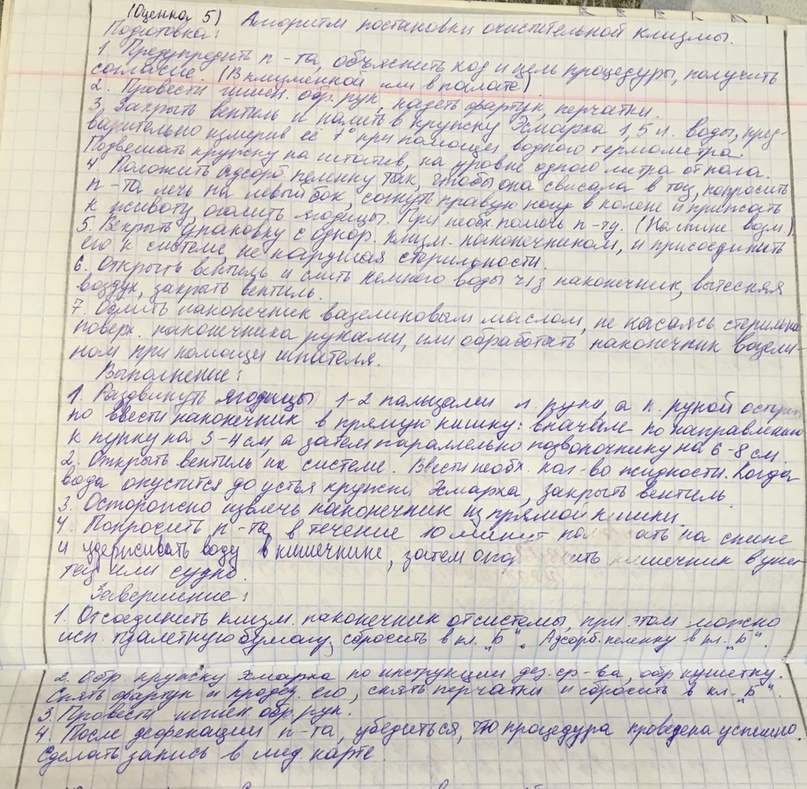 (Оценка 5) Алгоритм постановки очистительной клизмы.
Подготовка:
1. Предупредить п-та, объяснить ход и цель процедуры, получить
согласие. (В клизменной или в палате)
2. Провести гигиен. обр. рук, надеть фартук, перчатки.
3. Закрыть вентиль и налить в кружку Эсмарха 1,5 л. воды, пред-
варительно измерив её t° при помощи водного термометра.
Подвешать кружку на штатив, на уровне одного метра от пола.
4. Положить адсорб. пеленку так, чтобы она свисала в таз, попросить
п-та лечь на левый бок, согнуть правую ногу в колене и прижать
к животу, оголить ягодицы. При необх. помочь п-ту. (На спине возм.)
5. Вскрыть упаковку с однор. клизм. наконечником, и присоединить
его к системе, не нарушая стерильности.
6. Открыть вентиль и слить немного воды ч/з наконечник, вытесняя
воздух, закрыть вентиль.
7. Облить наконечник вазелиновым маслом, не касаясь стерильной
поверх. наконечника руками, или обработать наконечник вазели-
ном при помощи шпателя.
Выполнение:
1. Раздвинуть ягодицы 1-2 пальцами л руки, а п. рукой осторож
но ввести наконечник в прямую кишку: вначале по направлению
к пупку на 3-4 см, а затем параллельно позвоночнику на 6-8 см.
2. Открыть вентиль на системе. Ввести необх. кол-во жидкости. Когда
вода опустится до устья кружки Эсмарха, закрыть вентиль.
3. Осторожно извлечь наконечник из прямой кишки.
4. Попросить п-та в течение 10 минут на спине
и удерживать воду в кишечнике, затем кишечник в уни-
таз или судно.
Завершение:
1. Отсоединить клизм. наконечник от системы, при этом можно
исп. туалетную бумагу, сбросить в кл. "Б". Адсорб. пеленку в кл. "Б".
2. Обр. кружку Эсмарха по инструкции дез. ср-ва, обр. кушетку.
Снять фартук и продез. его, снять перчатки и сбросить в кл. "Б".
3. Провести гигиен обр. рук.
4. После дефекации п-та, убедиться, что процедура проведена успешно.
Сделать запись в мед карте.